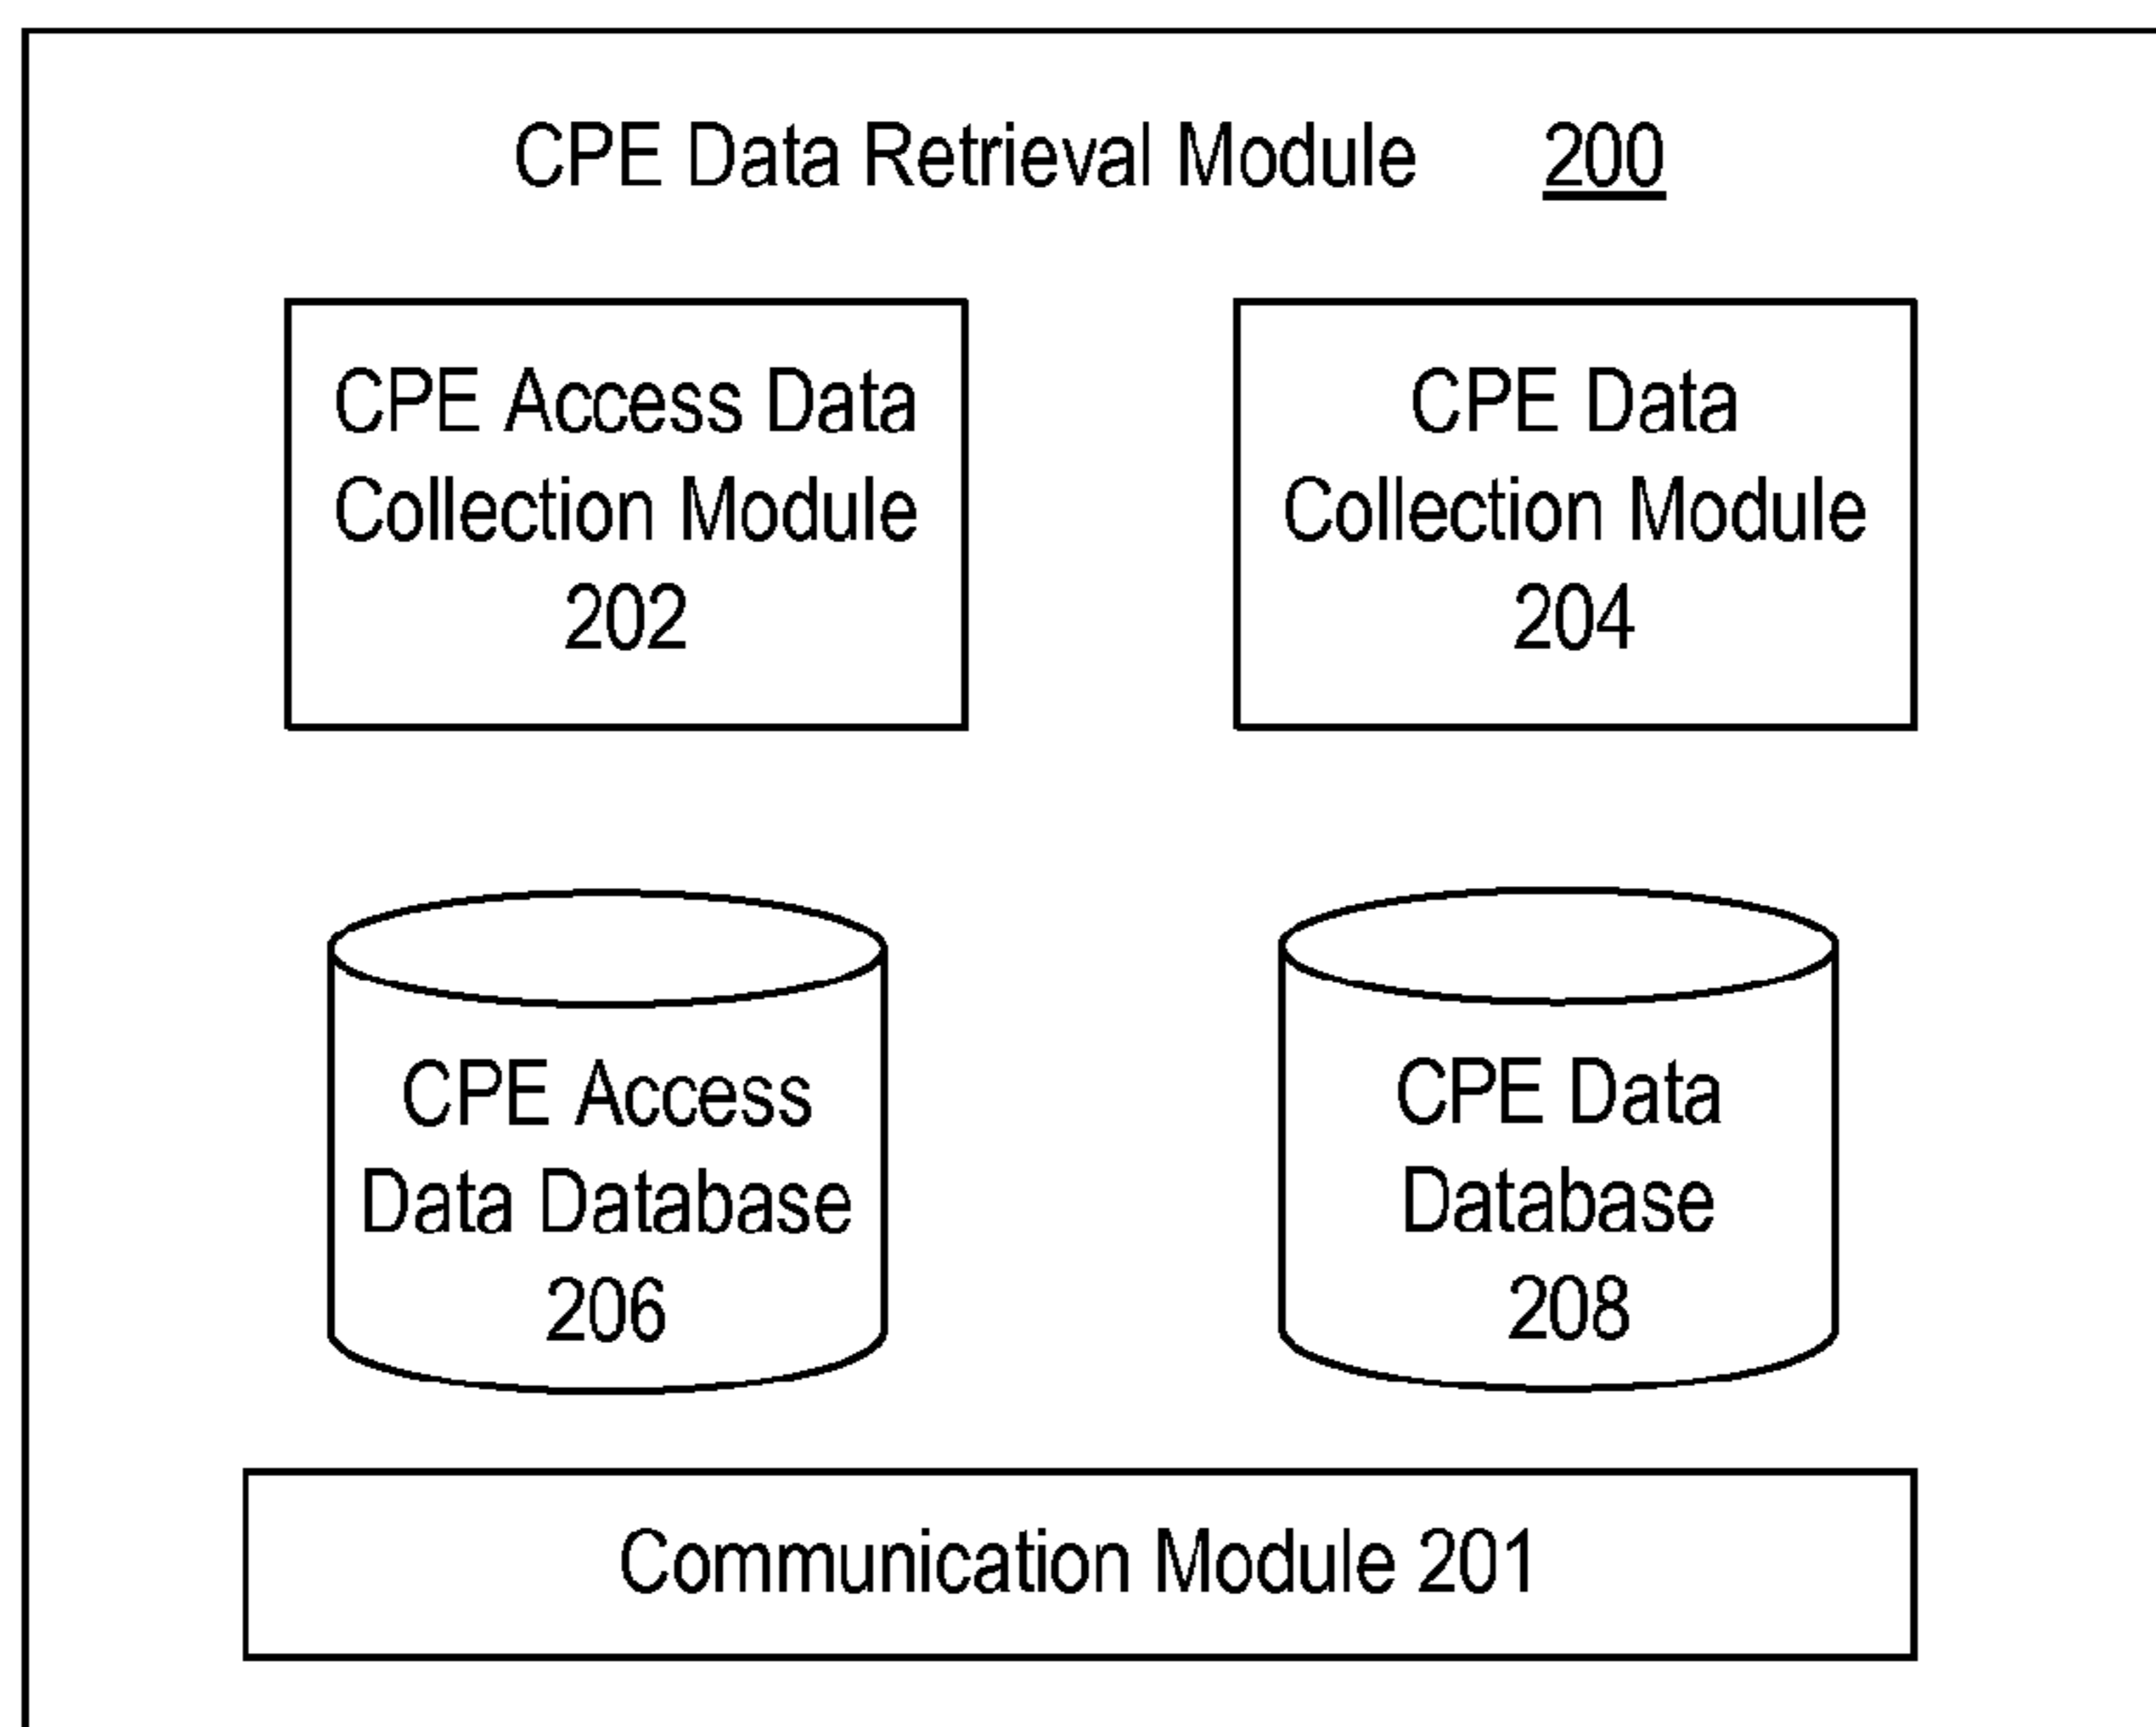 CPE Data Retrieval Module 200
CPE Access Data
Collection Module
202
CPE Data
Collection Module
204
CPE Access
Data Database
206
CPE Data
Database
208
Communication Module 201